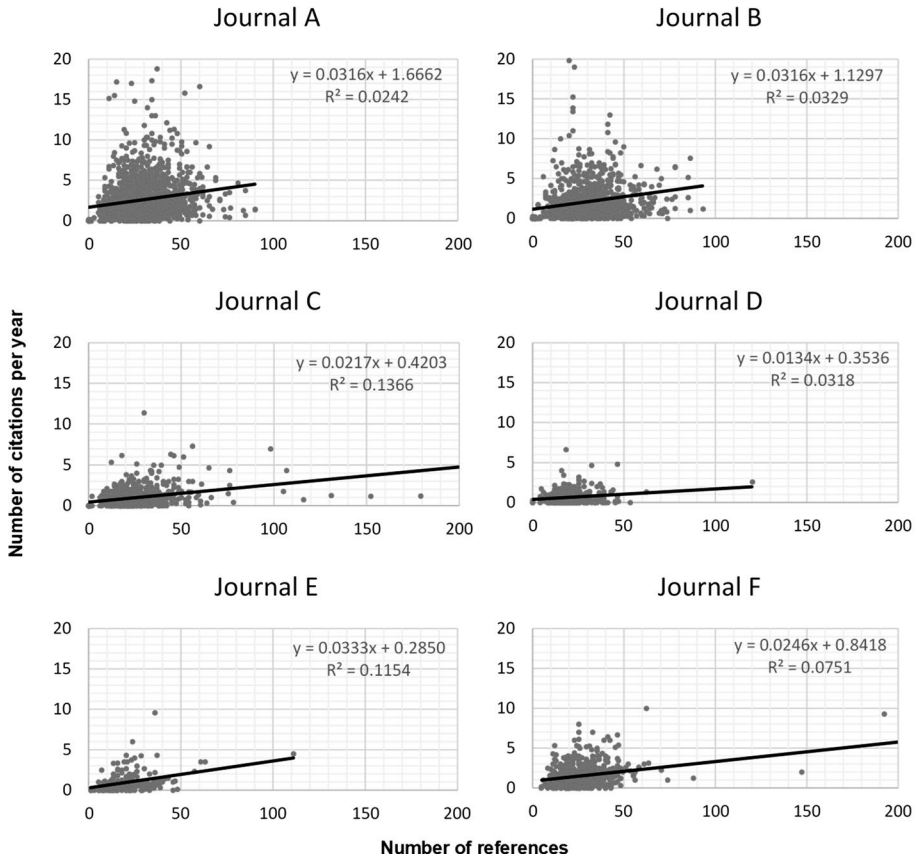 Journal A
20
15
10
5
0
0 50 100 150 200
y = 0.0316x + 1.6662
R² = 0.0242
Journal B
20
15
10
5
0
0 50 100 150 200
y = 0.0316x + 1.1297
R² = 0.0329
Journal C
20
15
10
5
0
0 50 100 150 200
y = 0.0217x + 0.4203
R² = 0.1366
Journal D
20
15
10
5
0
0 50 100 150 200
y = 0.0134x + 0.3536
R² = 0.0318
Journal E
20
15
10
5
0
0 50 100 150 200
y = 0.0333x + 0.2850
R² = 0.1154
Journal F
20
15
10
5
0
0 50 100 150 200
y = 0.0246x + 0.8418
R² = 0.0751
Number of citations per year
Number of references